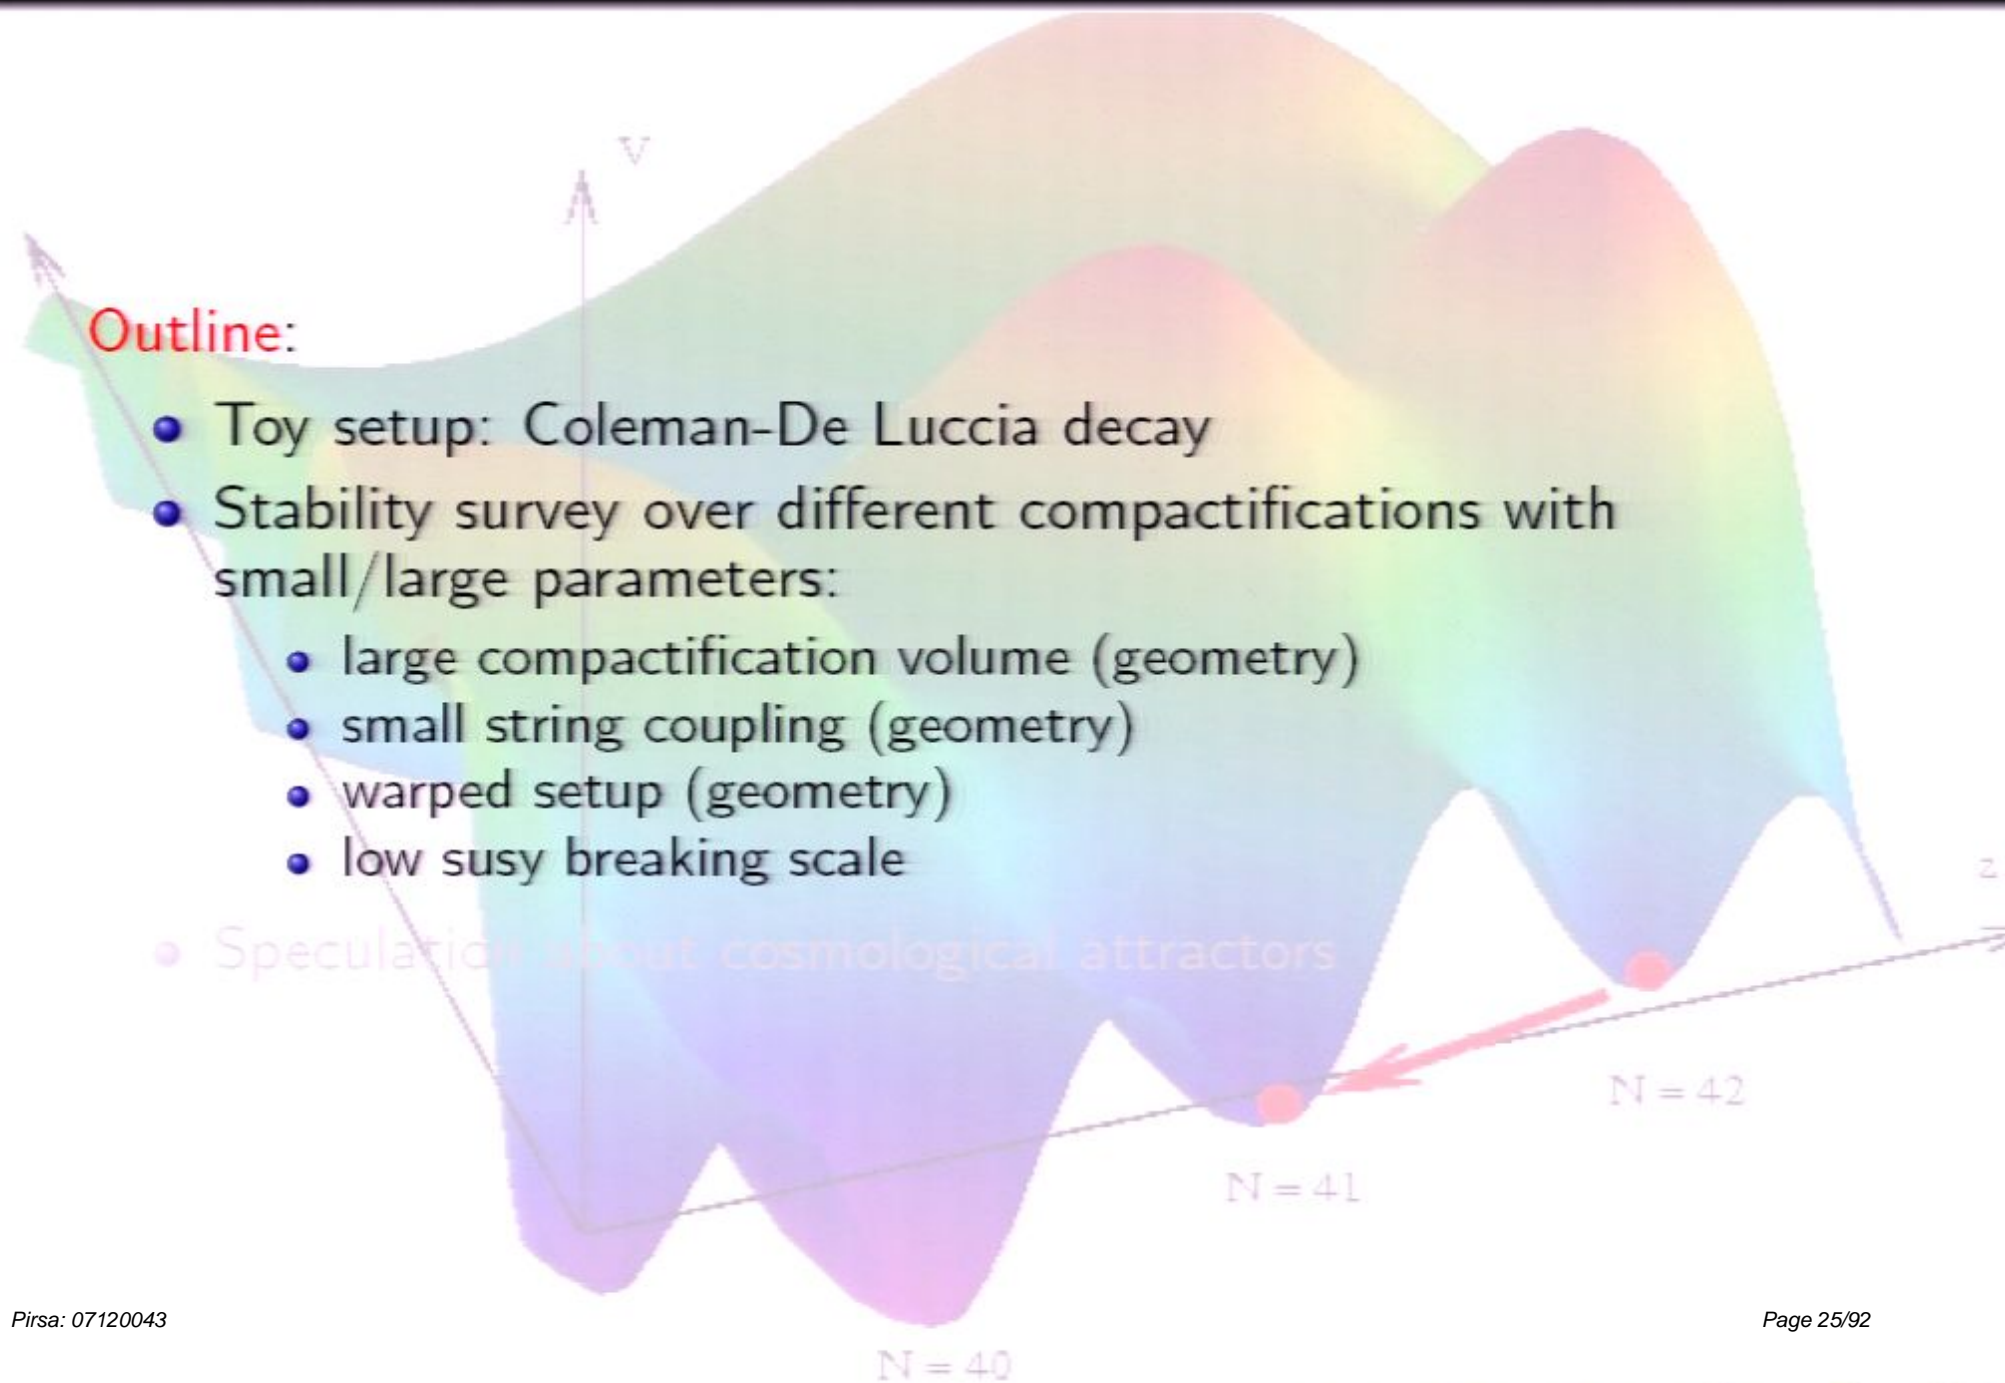 V
Outline:
Toy setup: Coleman-De Luccia decay
Stability survey over different compactifications with
small/large parameters:
large compactification volume (geometry)
small string coupling (geometry)
warped setup (geometry)
low susy breaking scale
z
Speculation about cosmological attractors
N = 42
N = 41
N = 40
Pirsa: 07120043
Page 25/92